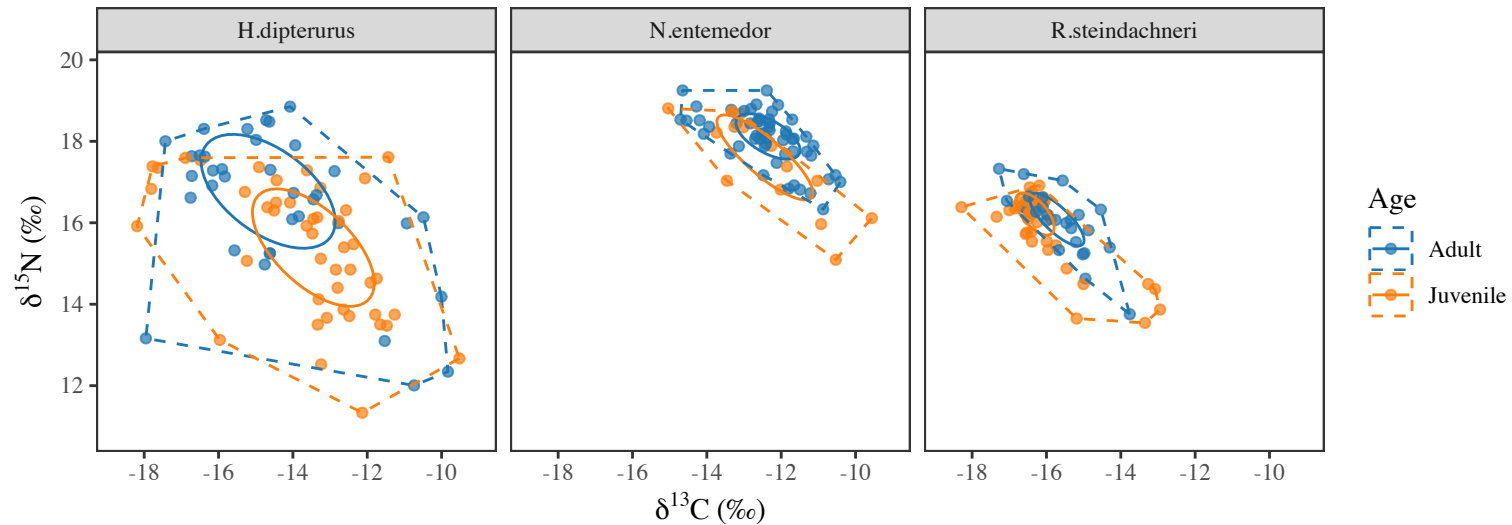 H.dipterurus N.entemedor R.steindachneri
20
18
16
14
12
δ15N (‰)
-18 -16 -14 -12 -10 -18 -16 -14 -12 -10 -18 -16 -14 -12 -10
δ13C (‰)
Age
Adult
Juvenile